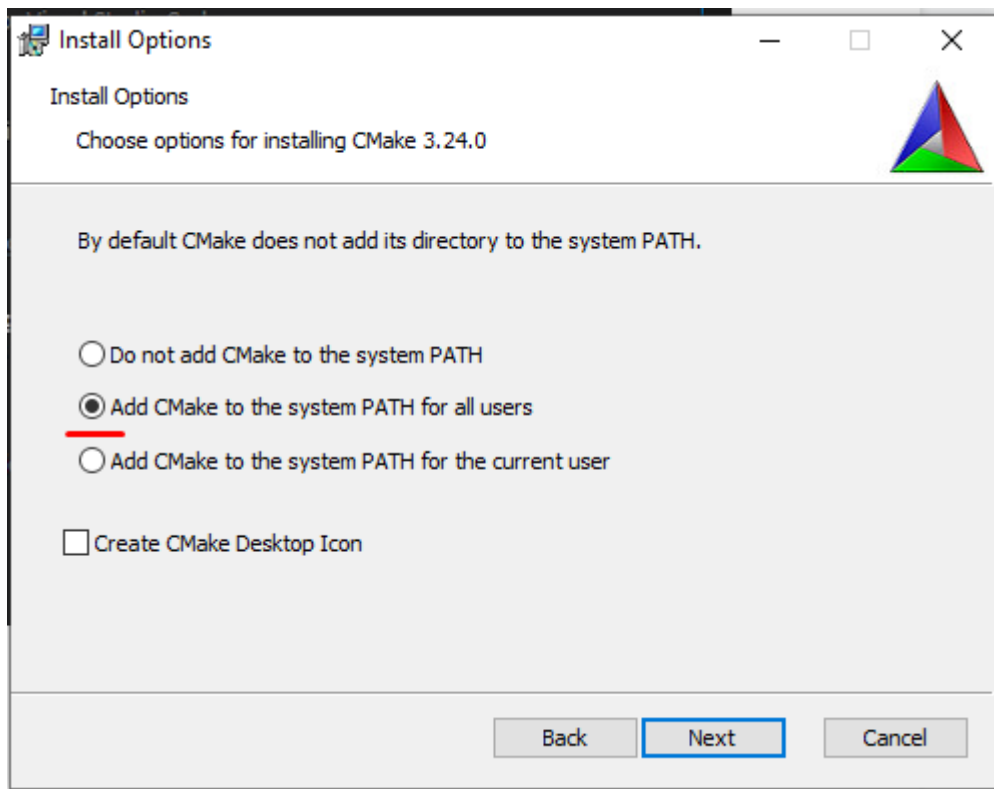 Install Options
Install Options
Choose options for installing CMake 3.24.0
By default CMake does not add its directory to the system PATH.
Do not add CMake to the system PATH
Add CMake to the system PATH for all users
Add CMake to the system PATH for the current user
Create CMake Desktop Icon
Back Next Cancel